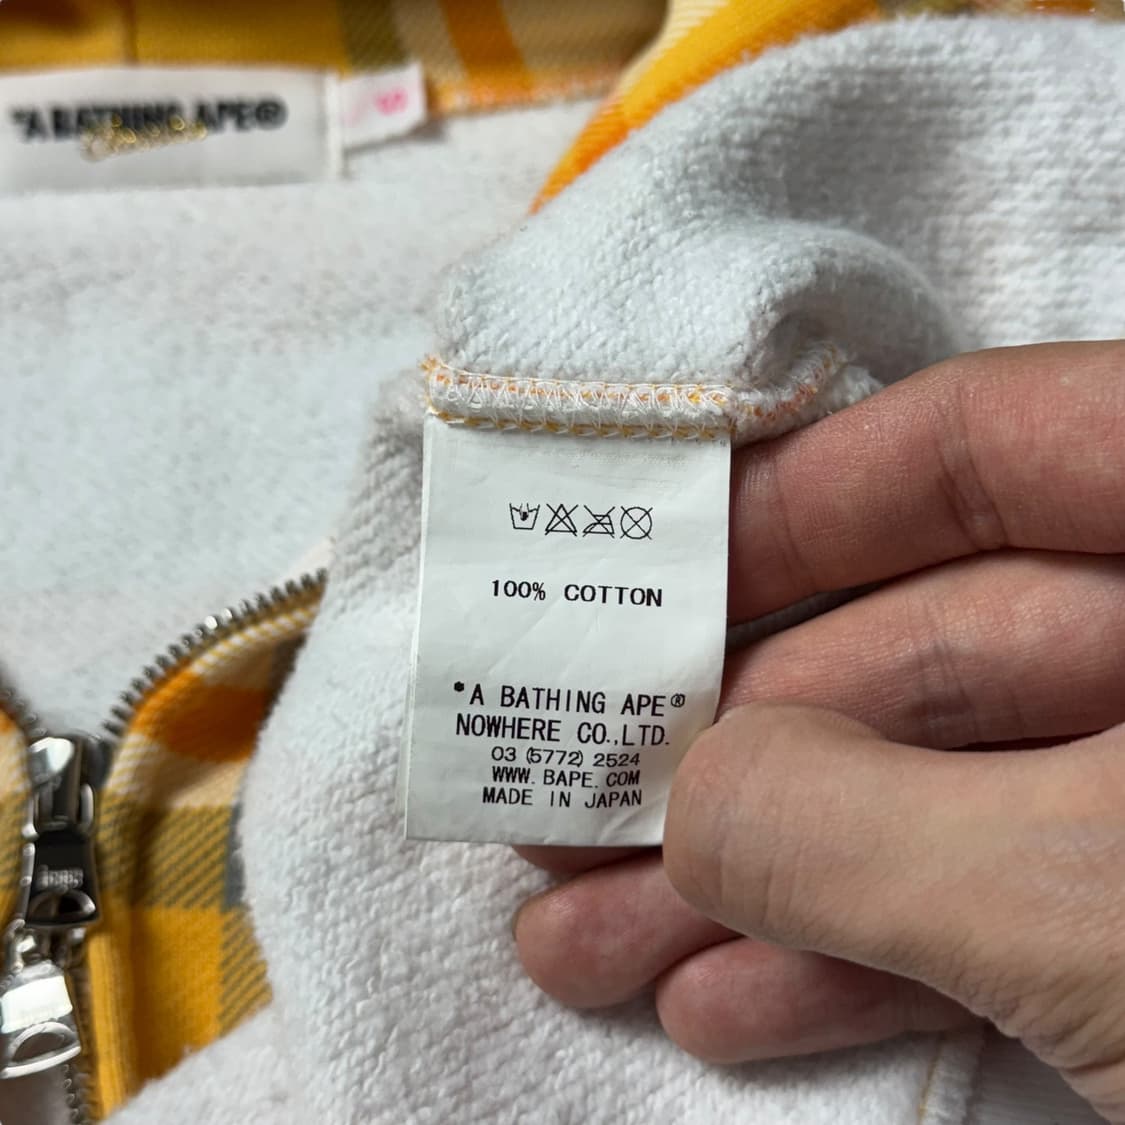 "A BATHING APE®
S
100% COTTON
*A BATHING APE®
NOWHERE CO.,LTD.
03 (5772) 2524
WWW. BAPE. COM
MADE IN JAPAN